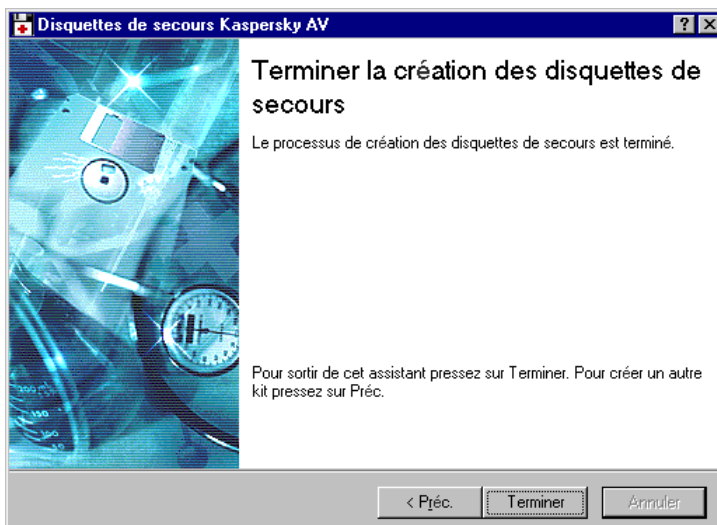 Disquettes de secours Kaspersky AV
Terminer la création des disquettes de
secours
Le processus de création des disquettes de secours est terminé.
Pour sortir de cet assistant pressez sur Terminer. Pour créer un autre
kit pressez sur Préc.
< Préc. Terminer Annuler